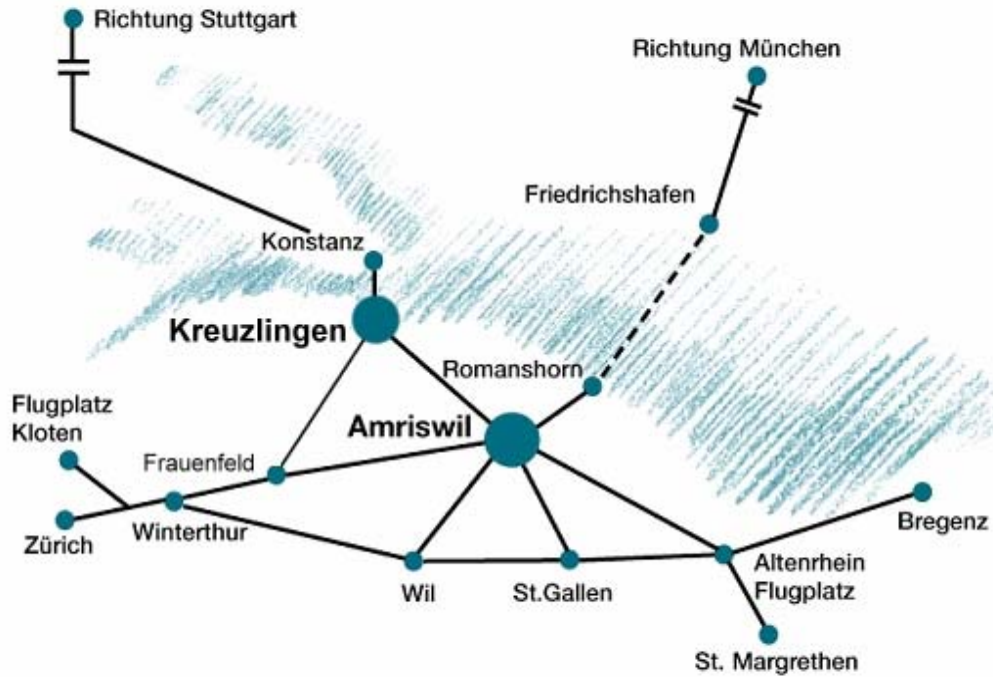 Richtung Stuttgart
Richtung München
Friedrichshafen
Konstanz
Kreuzlingen
Romanshorn
Amriswil
Flugplatz
Kloten
Frauenfeld
Zürich
Winterthur
Wil
St.Gallen
Altenrhein
Flugplatz
Bregenz
St. Margrethen